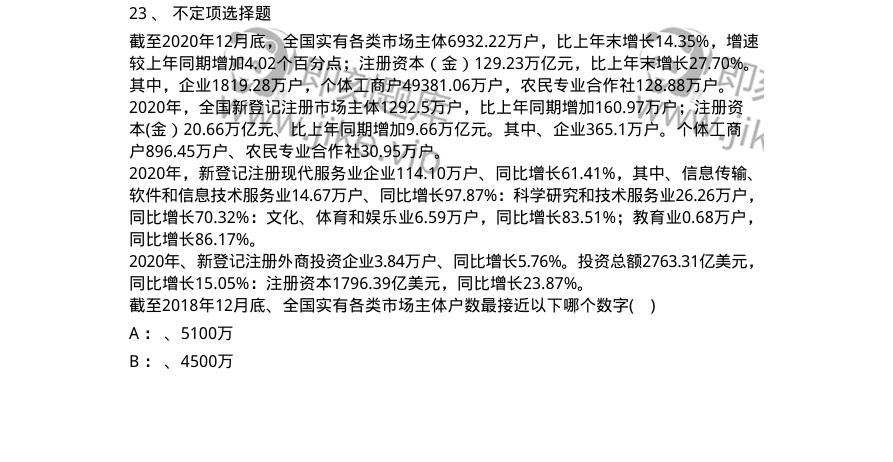 23 、 不定项选择题
截至2020年12月底，全国实有各类市场主体6932.22万户，比上年末增长14.35%，增速
较上年同期增加4.02个百分点；注册资本（金）129.23万亿元，比上年末增长27.70%。
其中，企业1819.28万户，个体工商户49381.06万户，农民专业合作社128.88万户。
2020年，全国新登记注册市场主体1292.5万户，比上年同期增加160.97万户；注册资
本(金）20.66万亿元、比上年同期增加9.66万亿元。其中、企业365.1万户。个体工商
户896.45万户、农民专业合作社30.95万户。
2020年，新登记注册现代服务业企业114.10万户、同比增长61.41%，其中、信息传输、
软件和信息技术服务业14.67万户、同比增长97.87%：科学研究和技术服务业26.26万户，
同比增长70.32%：文化、体育和娱乐业6.59万户，同比增长83.51%；教育业0.68万户，
同比增长86.17%。
2020年、新登记注册外商投资企业3.84万户、同比增长5.76%。投资总额2763.31亿美元，
同比增长15.05%：注册资本1796.39亿美元，同比增长23.87%。
截至2018年12月底、全国实有各类市场主体户数最接近以下哪个数字(　)
A ： 、5100万
B ： 、4500万
即刻题库
www.jike.vip
即刻
www.jike